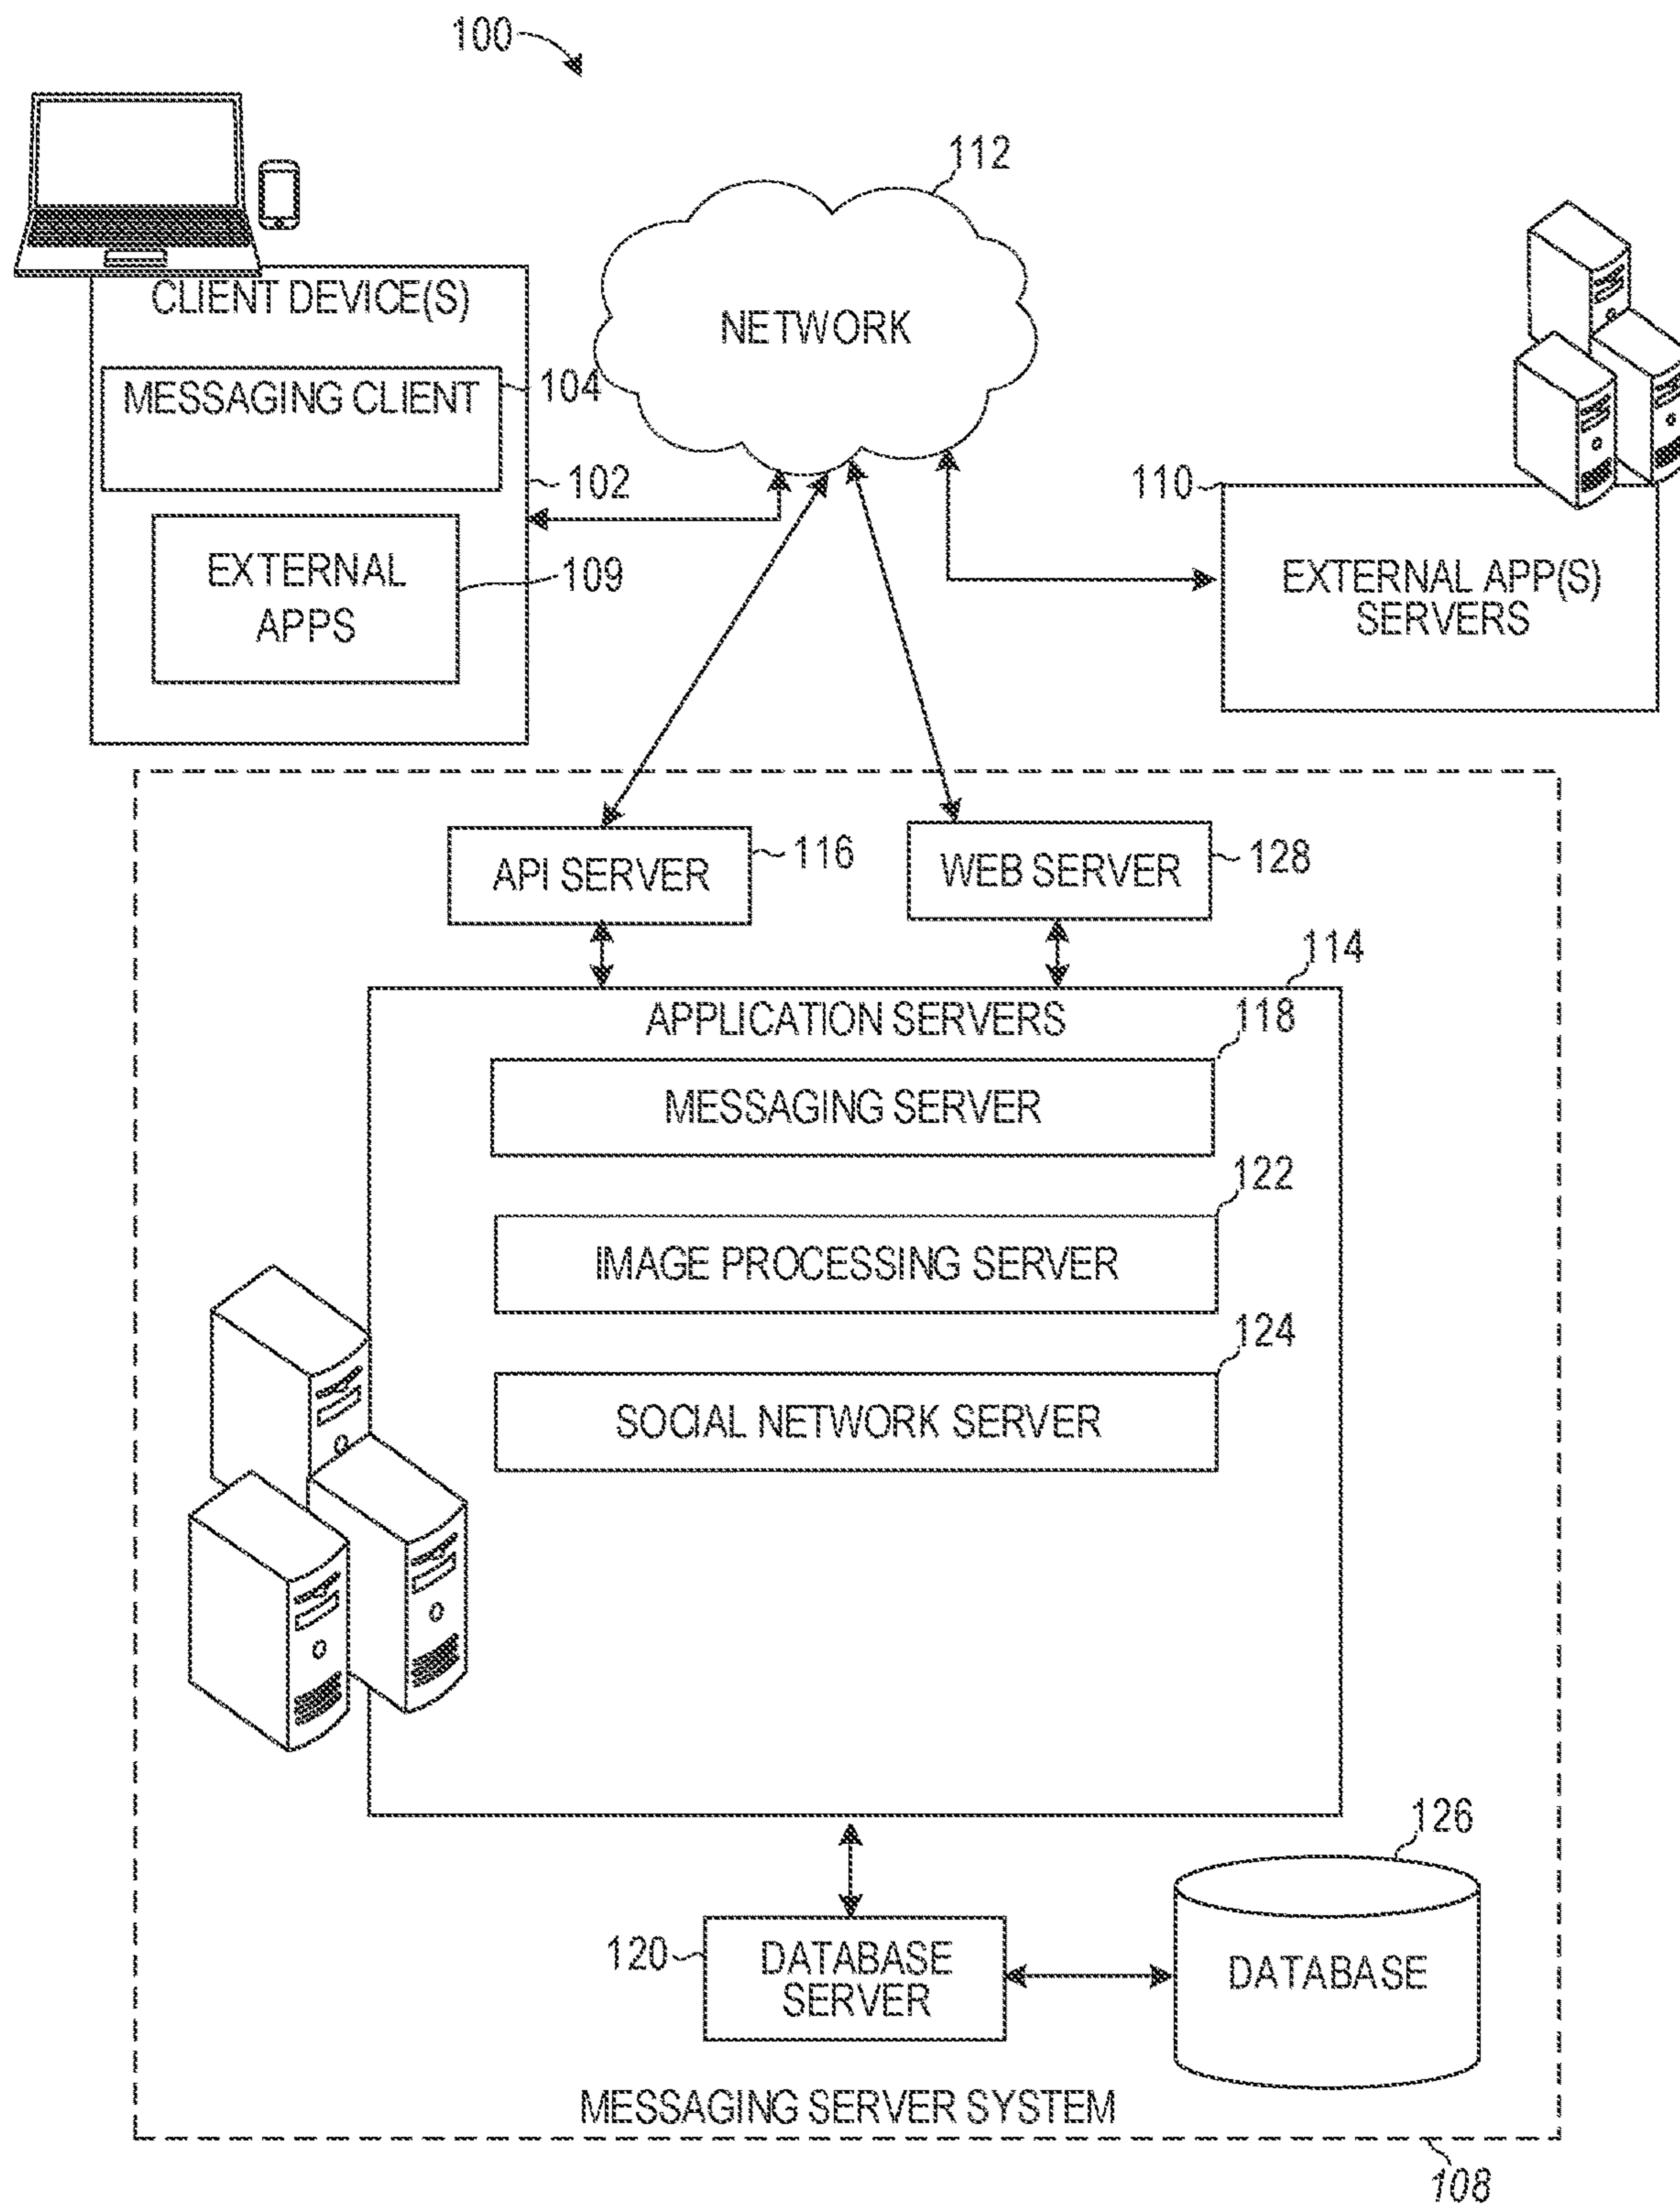 100
112
CLIENT DEVICE(S)
NETWORK
MESSAGING CLIENT
104
102
110
EXTERNAL
APPS
109
EXTERNAL APP(S)
SERVERS
API SERVER
116
WEB SERVER
128
114
APPLICATION SERVERS
118
MESSAGING SERVER
122
IMAGE PROCESSING SERVER
124
SOCIAL NETWORK SERVER
126
120
DATABASE
SERVER
DATABASE
MESSAGING SERVER SYSTEM
108